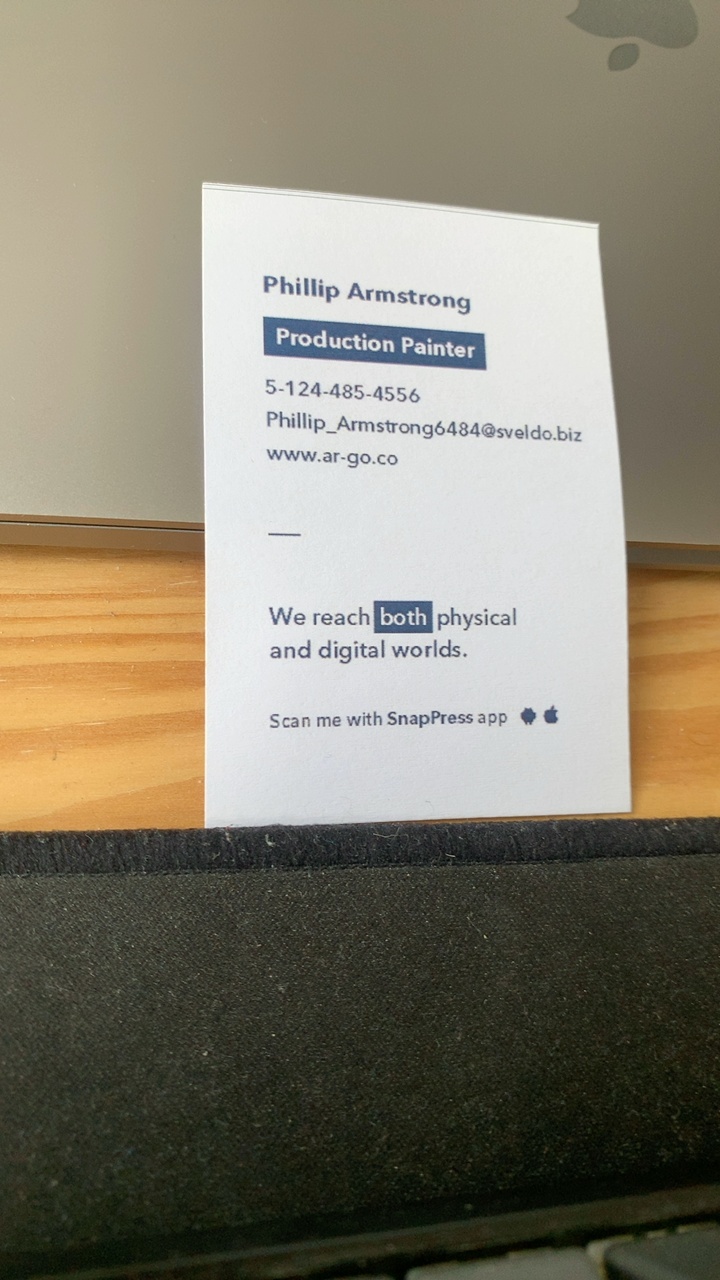 Phillip Armstrong
Production Painter
5-124-485-4556
Phillip_Armstrong6484@sveldo.biz
www.ar-go.co
We reach both physical
and digital worlds.
Scan me with SnapPress app